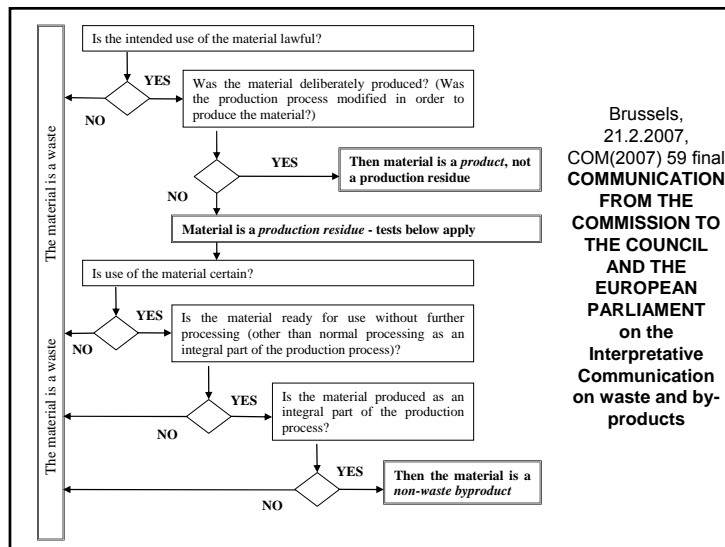 Is the intended use of the material lawful?
YES
NO
Was the material deliberately produced? (Was
the production process modified in order to
produce the material?)
YES
NO
Then material is a product, not
a production residue
Material is a production residue - tests below apply
Is use of the material certain?
YES
NO
Is the material ready for use without further
processing (other than normal processing as an
integral part of the production process)?
YES
NO
Is the material produced as an
integral part of the production
process?
YES
NO
Then the material is a
non-waste byproduct
The material is a waste
The material is a waste
Brussels,
21.2.2007,
COM(2007) 59 final
COMMUNICATION
FROM THE
COMMISSION TO
THE COUNCIL
AND THE
EUROPEAN
PARLIAMENT
on the
Interpretative
Communication
on waste and by-
products